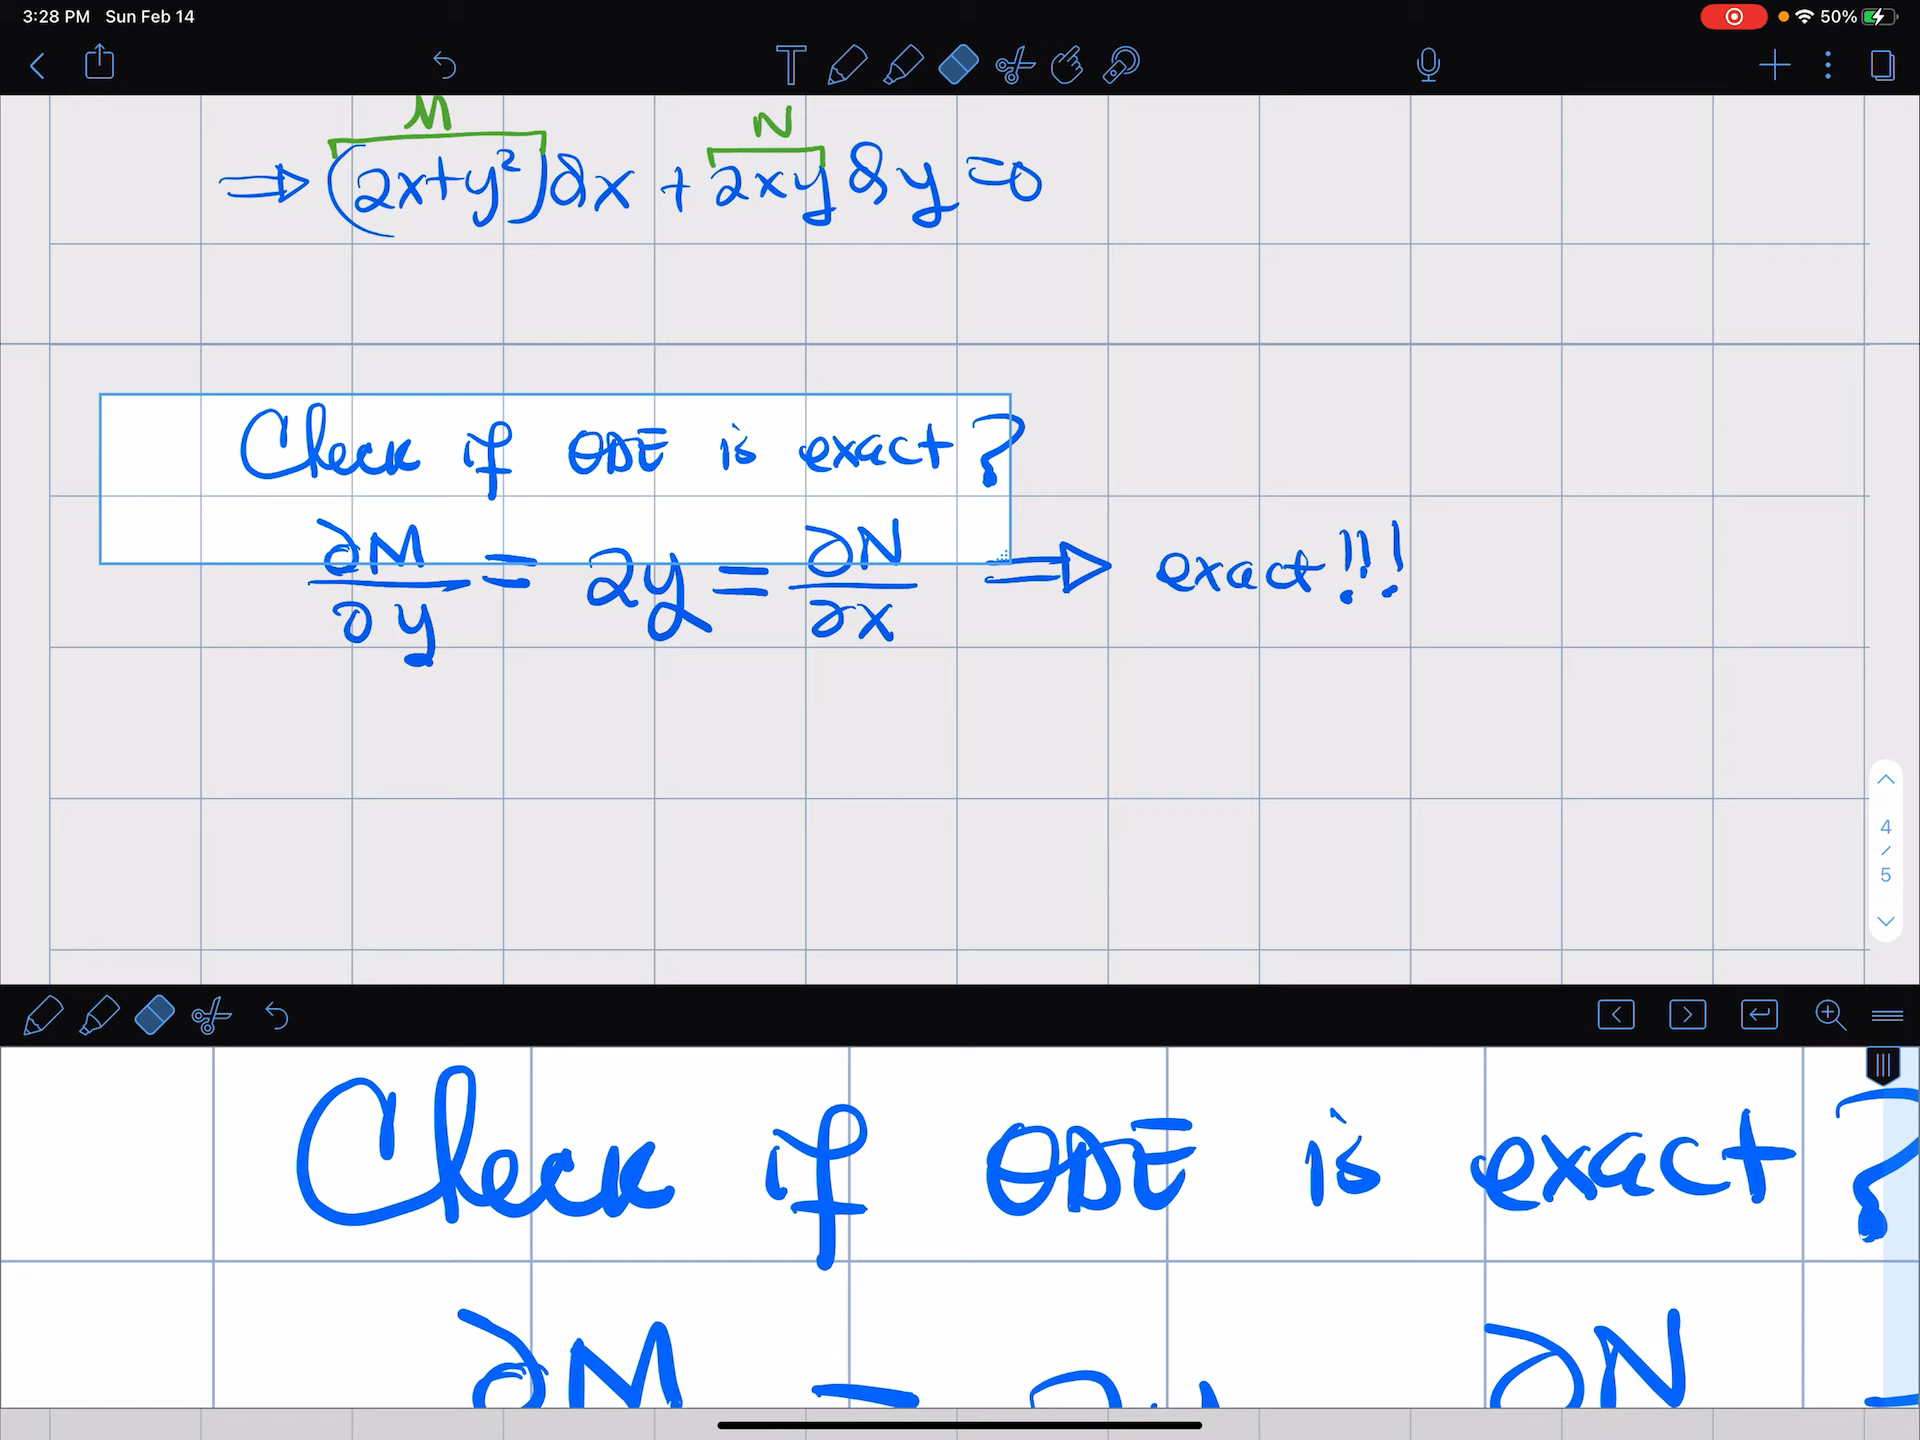 3:28 PM Sun Feb 14
50%
T
M N
⇒ (2x+y²)∂x + 2xy ∂y = 0
Check if ODE is exact?
∂M/∂y = 2y = ∂N/∂x ⇒ exact!!!
4
/
5
Check if ODE is exact?
∂M = 2y ∂N